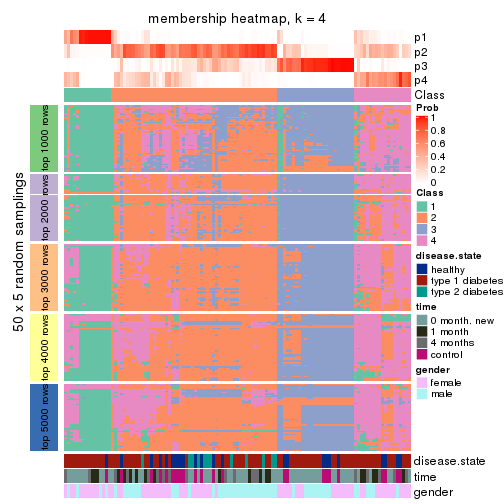 membership heatmap, k = 4
p1
p2
p3
p4
Class
50 x 5 random samplings
top 1000 rows
top 2000 rows
top 3000 rows
top 4000 rows
top 5000 rows
Prob
1
0.8
0.6
0.4
0.2
0
Class
1
2
3
4
disease.state
healthy
type 1 diabetes
type 2 diabetes
time
0 month. new
1 month
4 months
control
gender
female
male
disease.state
time
gender